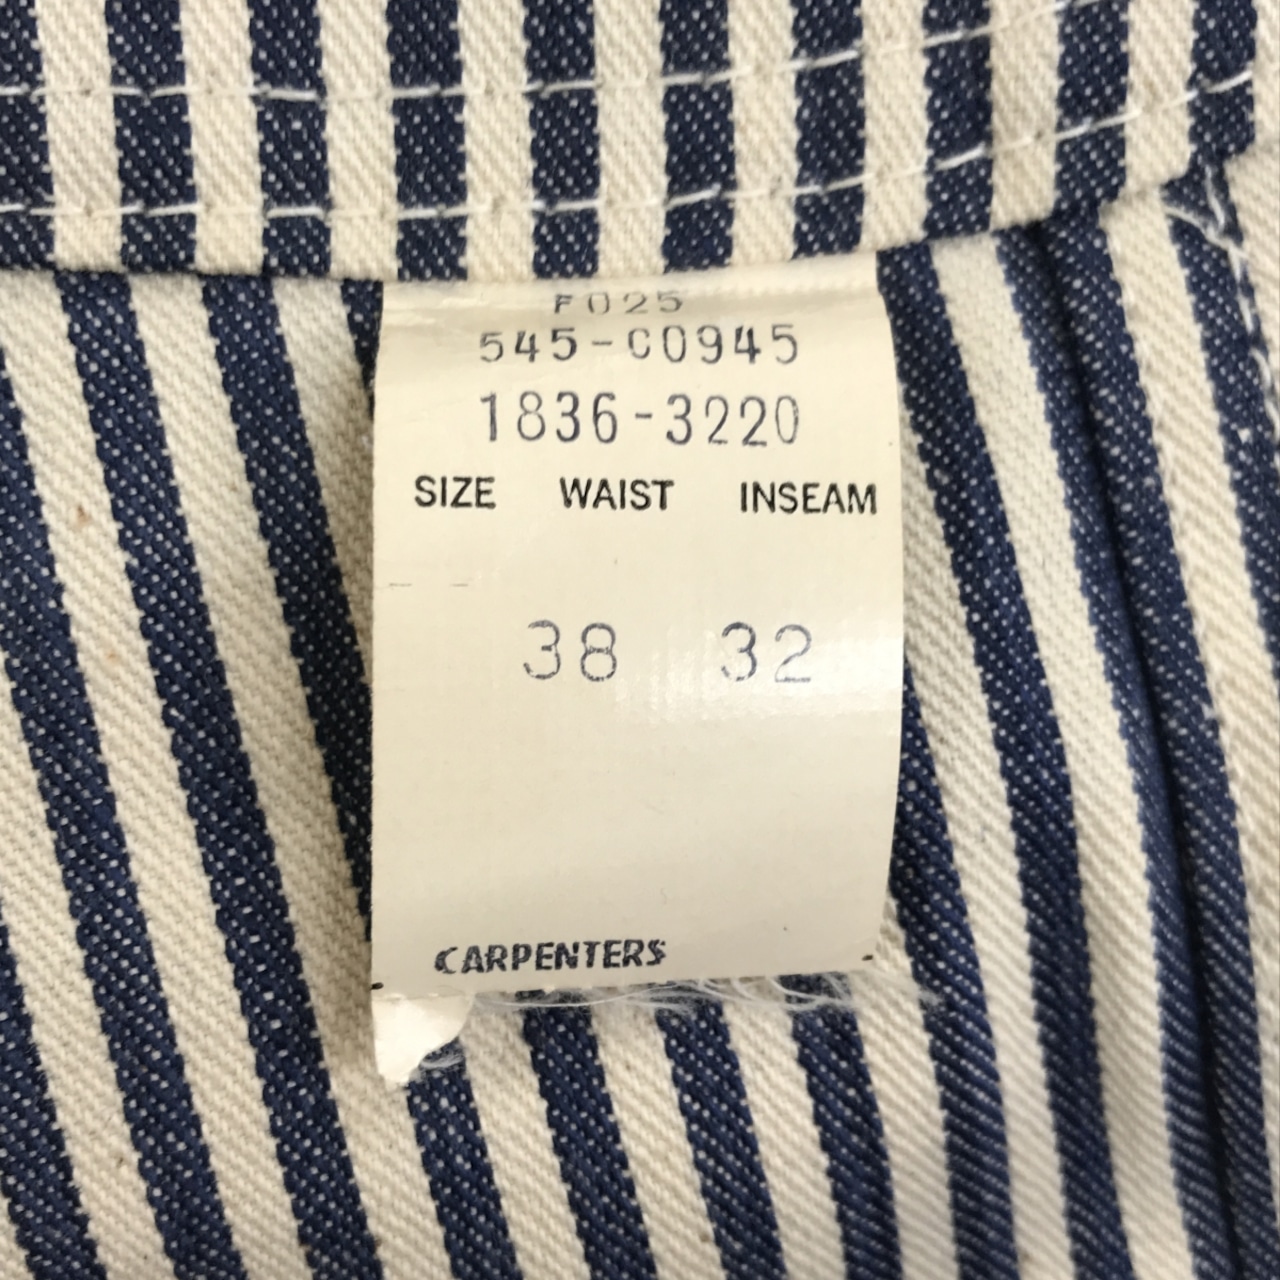 F025
545-C0945
1836-3220
SIZE WAIST INSEAM
38 32
CARPENTERS